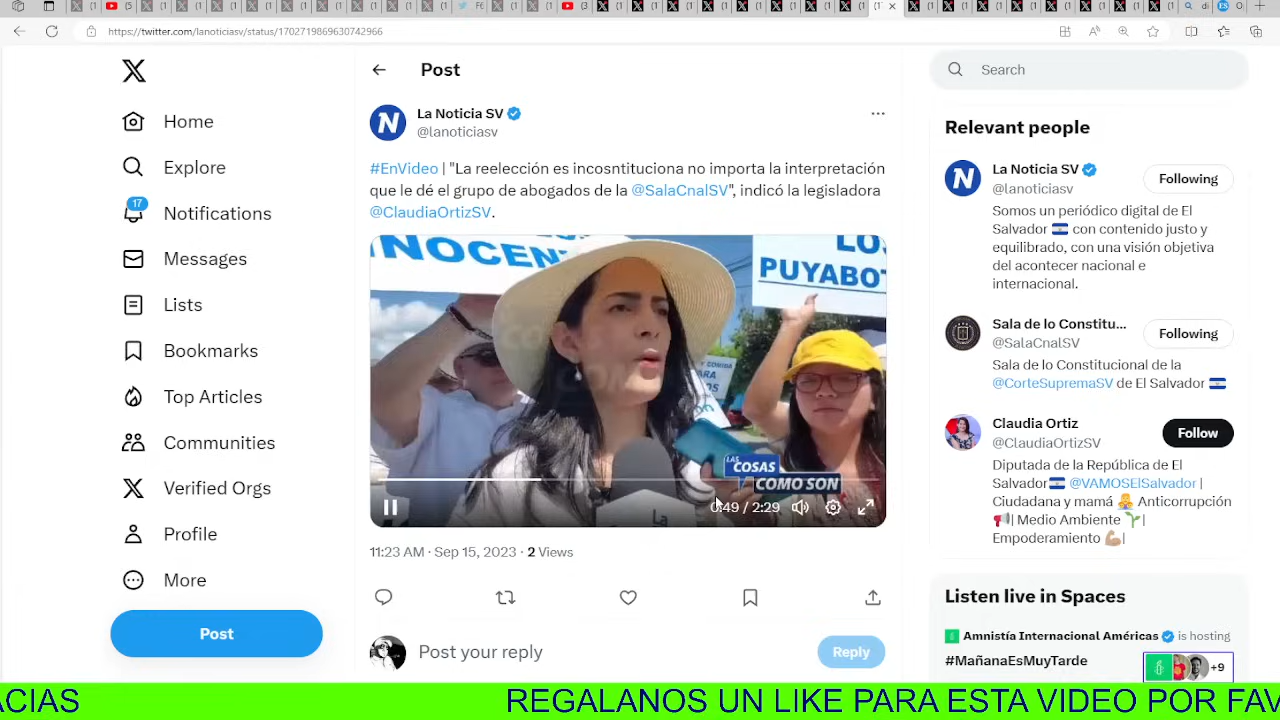 https://twitter.com/lanoticiasv/status/1702719869630742966
Home
Explore
17
Notifications
Messages
Lists
Bookmarks
Top Articles
Communities
Verified Orgs
Profile
More
Post
Post
La Noticia SV
@lanoticiasv
#EnVideo | "La reelección es incosntituciona no importa la interpretación
que le dé el grupo de abogados de la @SalaCnalSV", indicó la legisladora
@ClaudiaOrtizSV.
NOCEN
LO
PUYABO
LAS
COSAS
COMO SON
0:49 / 2:29
11:23 AM · Sep 15, 2023 · 2 Views
Post your reply
Reply
Search
Relevant people
La Noticia SV
Following
@lanoticiasv
Somos un periódico digital de El
Salvador con contenido justo y
equilibrado, con una visión objetiva
del acontecer nacional e
internacional.
Sala de lo Constitu...
Following
@SalaCnalSV
Sala de lo Constitucional de la
@CorteSupremaSV de El Salvador
Claudia Ortiz
Follow
@ClaudiaOrtizSV
Diputada de la República de El
Salvador @VAMOSElSalvador |
Ciudadana y mamá Anticorrupción
| Medio Ambiente |
Empoderamiento |
Listen live in Spaces
Amnistía Internacional Américas is hosting
#MañanaEsMuyTarde
+9
ACIAS REGALANOS UN LIKE PARA ESTA VIDEO POR FAV